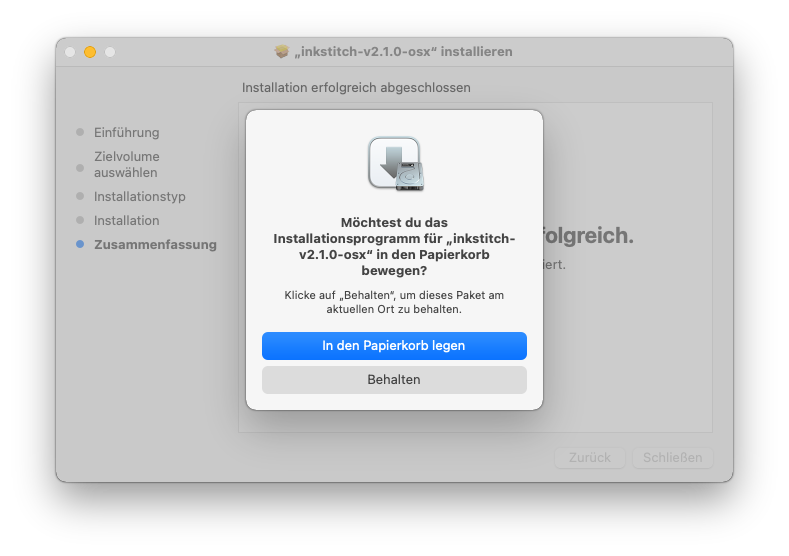 „inkstitch-v2.1.0-osx“ installieren
Installation erfolgreich abgeschlossen
Einführung
Zielvolume
auswählen
Installationstyp
Installation
Zusammenfassung
Möchtest du das
Installationsprogramm für „inkstitch-
v2.1.0-osx“ in den Papierkorb
bewegen?
Klicke auf „Behalten“, um dieses Paket am
aktuellen Ort zu behalten.
In den Papierkorb legen
Behalten
folgreich.
iert.
Zurück
Schließen